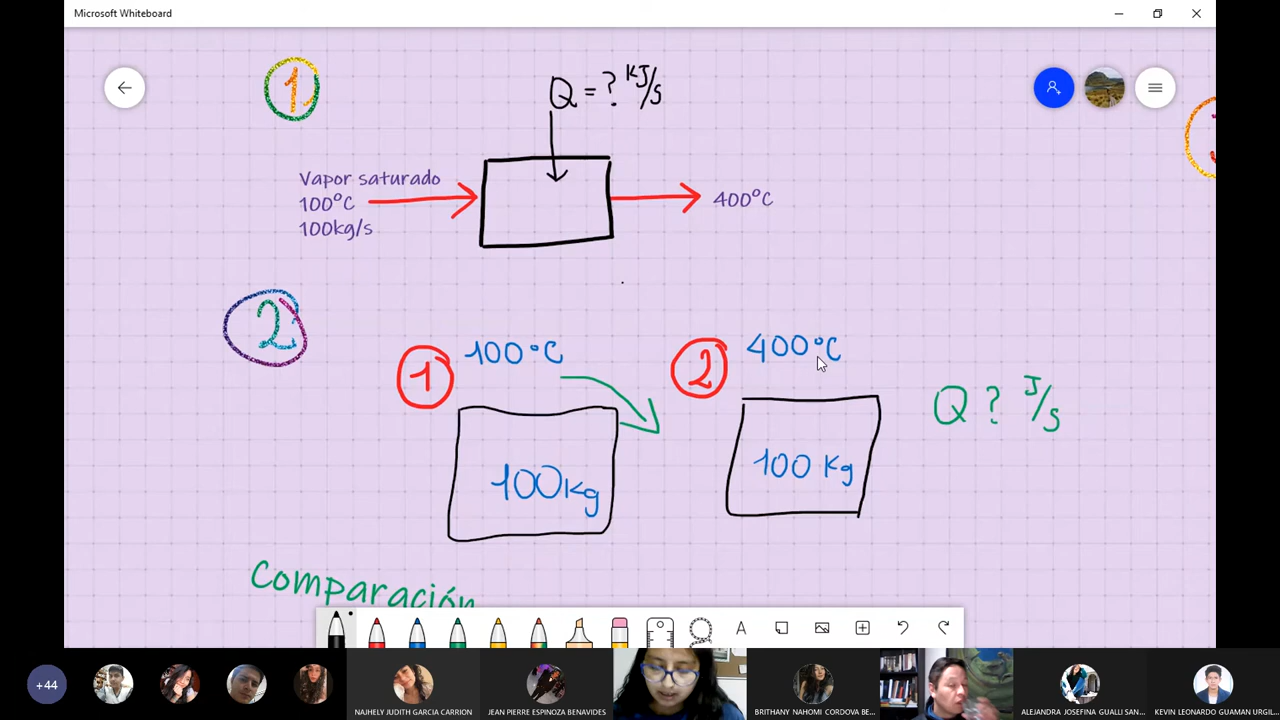 Microsoft Whiteboard
1
Q = ? KJ/s
Vapor saturado
100°C
100kg/s
400°C
2
1
100°C
2
400°C
100Kg
100 Kg
Q ? J/s
Comparación
A
+44
NAJHELY JUDITH GARCIA CARRION
JEAN PIERRE ESPINOZA BENAVIDES
BRITHANY NAHOMI CORDOVA BE...
ALEJANDRA JOSEFINA GUALLI SAN...
KEVIN LEONARDO GUAMAN URGIL...